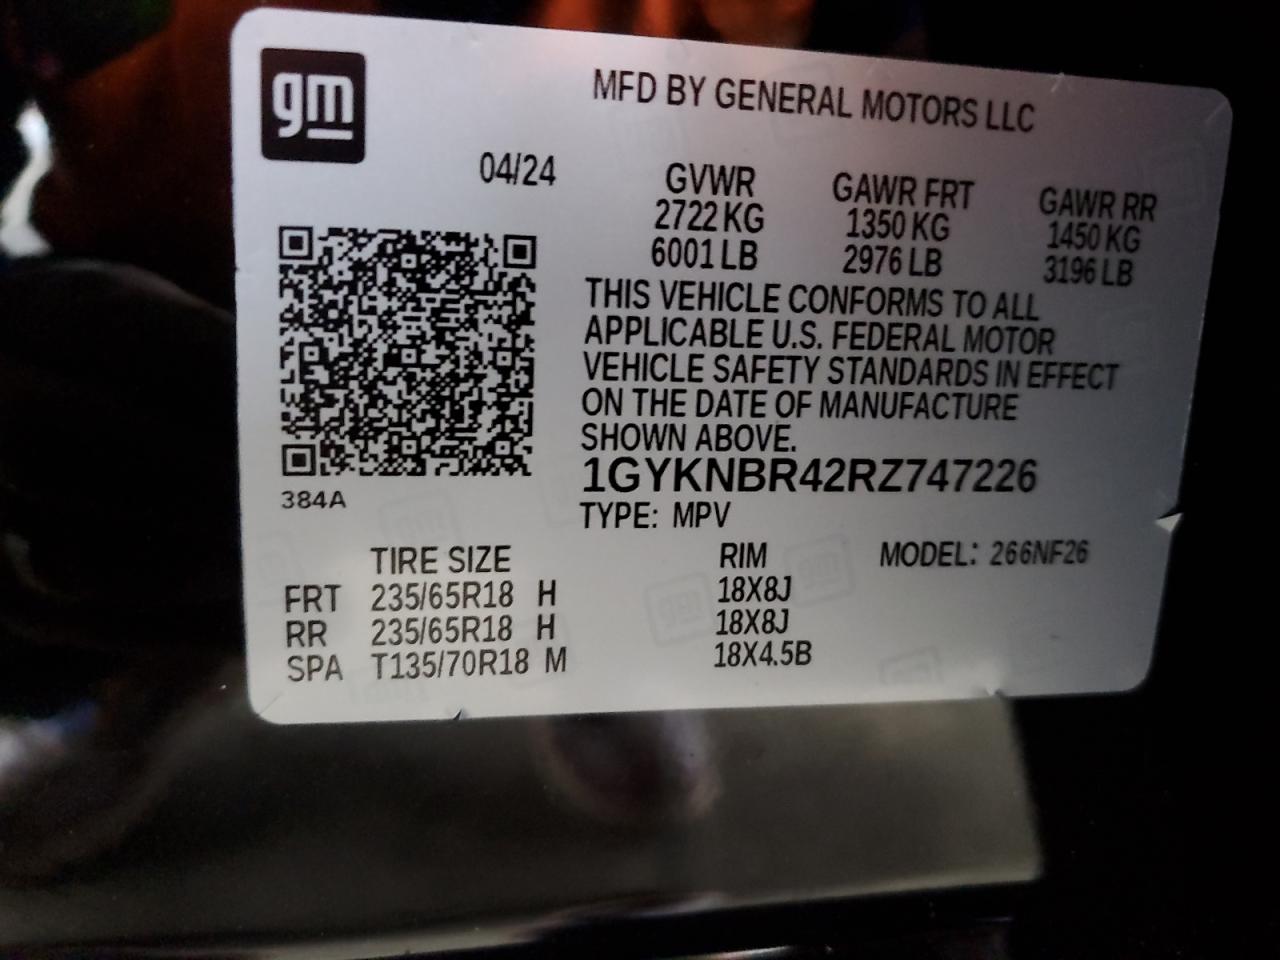 gm
MFD BY GENERAL MOTORS LLC
04/24
GVWR GAWR FRT GAWR RR
2722 KG 1350 KG 1450 KG
6001 LB 2976 LB 3196 LB
THIS VEHICLE CONFORMS TO ALL
APPLICABLE U.S. FEDERAL MOTOR
VEHICLE SAFETY STANDARDS IN EFFECT
ON THE DATE OF MANUFACTURE
SHOWN ABOVE.
1GYKNBR42RZ747226
384A
TYPE: MPV
TIRE SIZE RIM MODEL: 266NF26
FRT 235/65R18 H 18X8J
RR 235/65R18 H 18X8J
SPA T135/70R18 M 18X4.5B